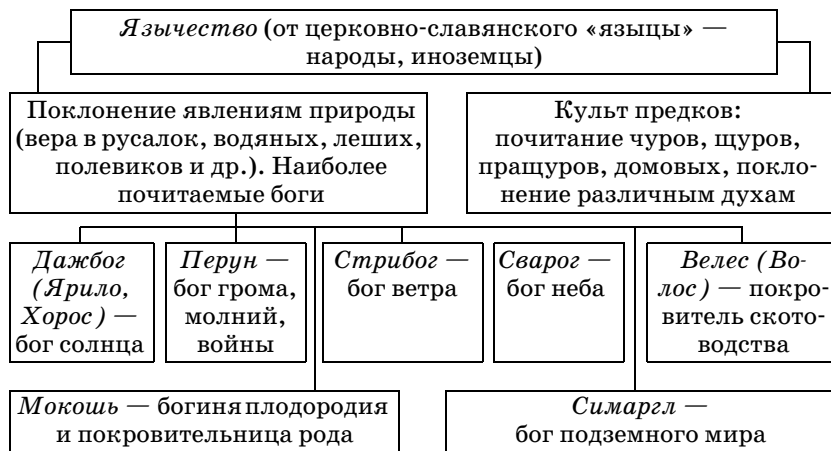 Язычество (от церковно-славянского «языцы» —
народы, иноземцы)
Поклонение явлениям природы
(вера в русалок, водяных, леших,
полевиков и др.). Наиболее
почитаемые боги
Культ предков:
почитание чуров, щуров,
пращуров, домовых, покло-
нение различным духам
Дажбог
(Ярило,
Хорос) —
бог солнца
Перун —
бог грома,
молний,
войны
Стрибог —
бог ветра
Сварог —
бог неба
Велес (Во-
лос) — покро-
витель ското-
водства
Мокошь — богиня плодородия
и покровительница рода
Симаргл —
бог подземного мира